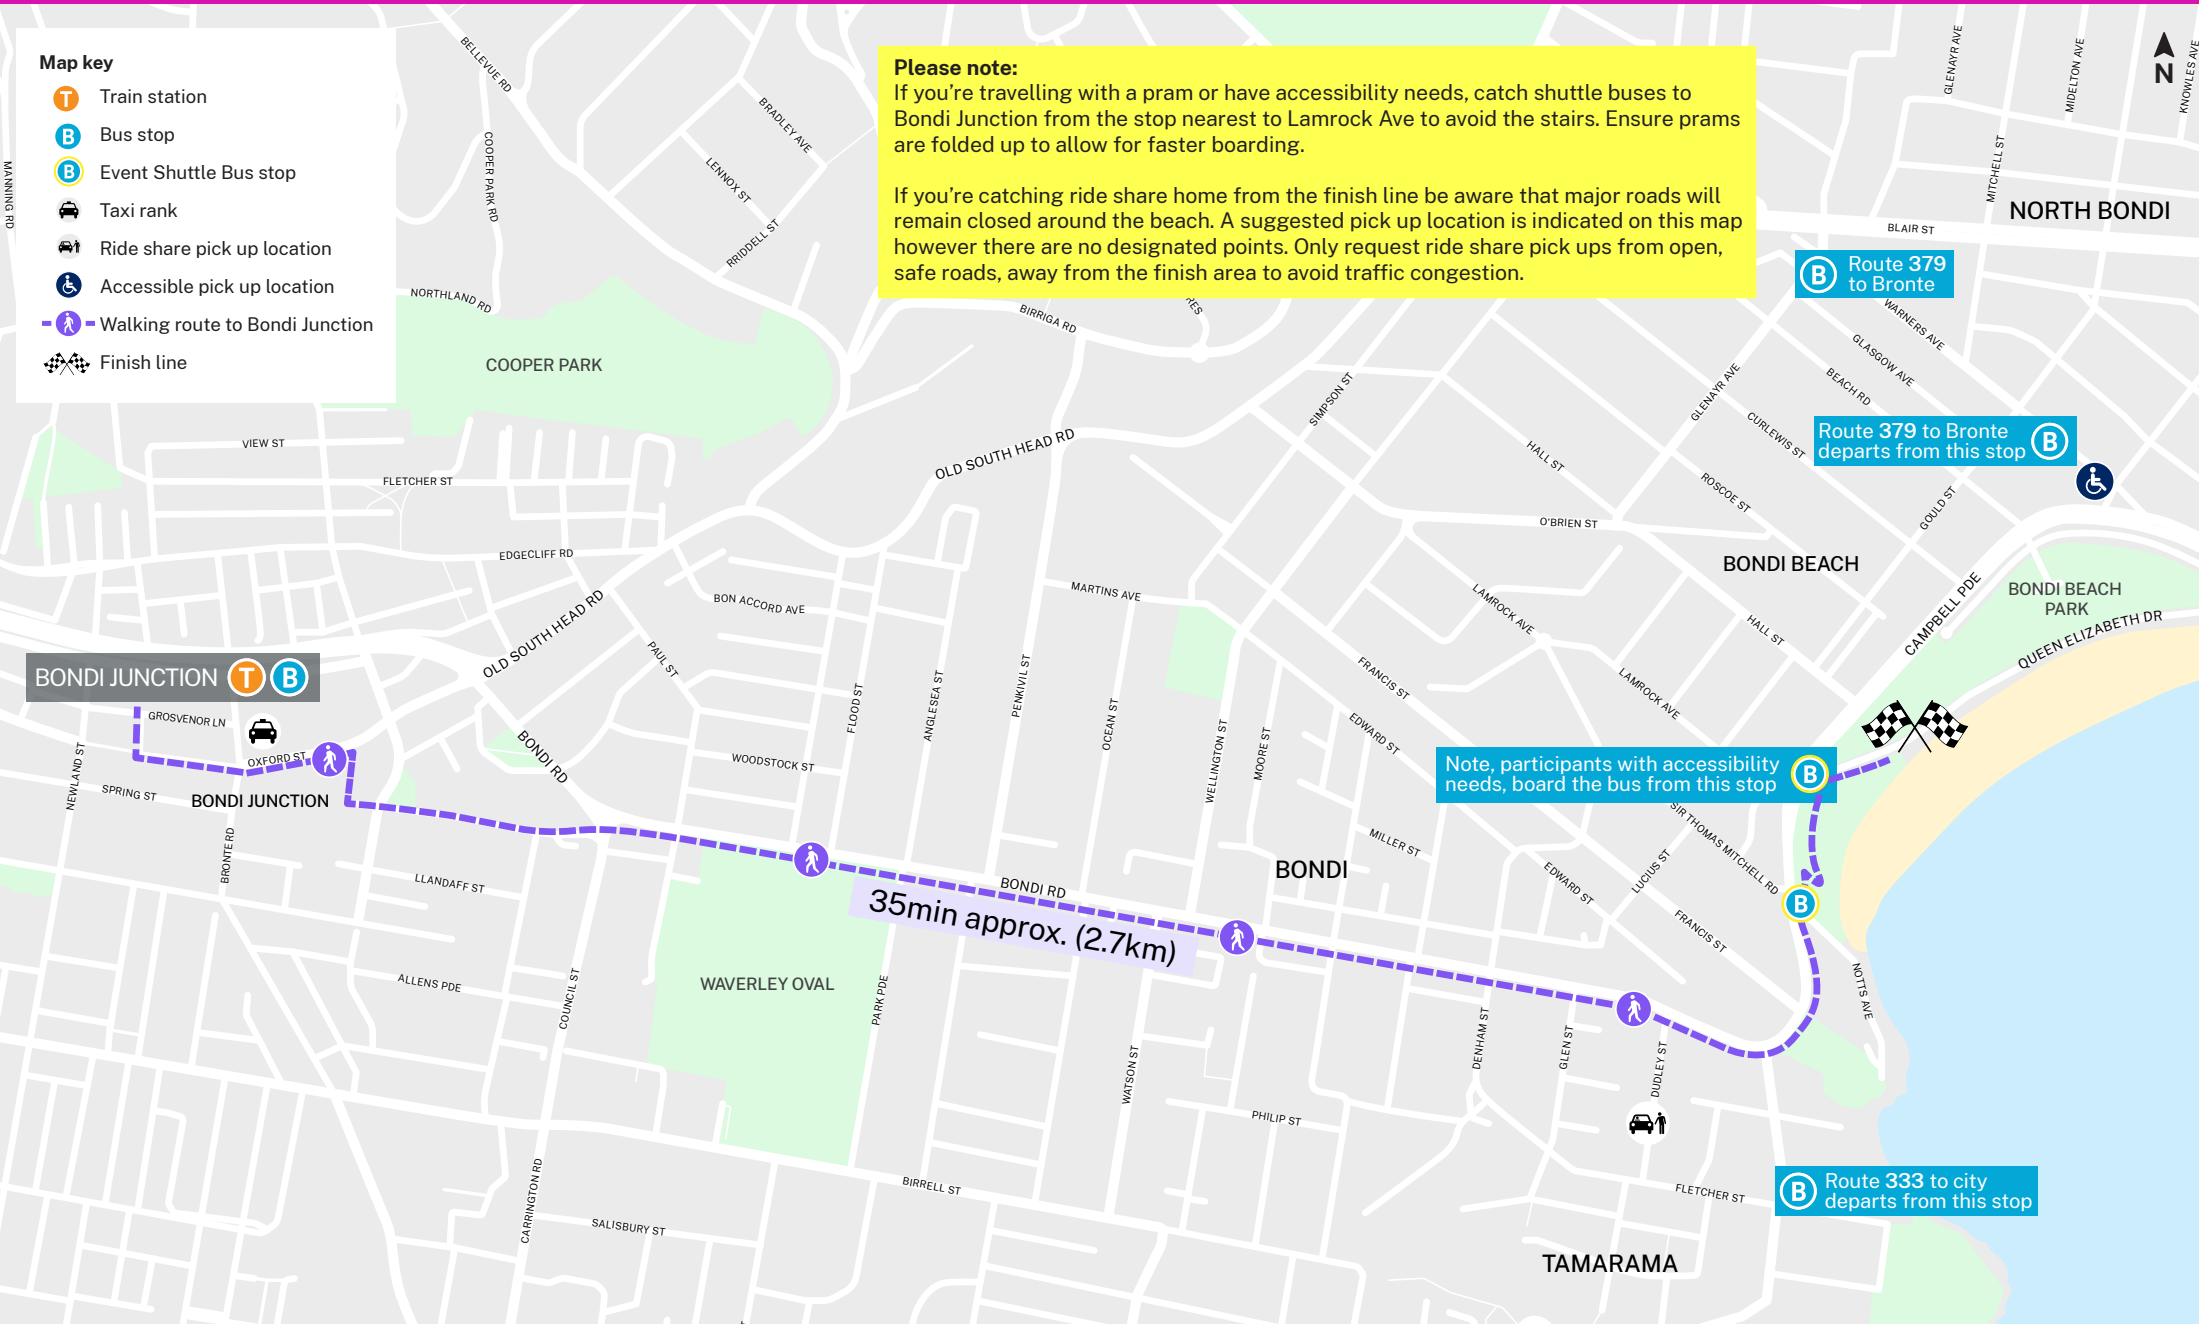 Map key
T Train station
B Bus stop
B Event Shuttle Bus stop
Taxi rank
Ride share pick up location
Accessible pick up location
Walking route to Bondi Junction
Finish line
Please note:
If you’re travelling with a pram or have accessibility needs, catch shuttle buses to
Bondi Junction from the stop nearest to Lamrock Ave to avoid the stairs. Ensure prams
are folded up to allow for faster boarding.
If you’re catching ride share home from the finish line be aware that major roads will
remain closed around the beach. A suggested pick up location is indicated on this map
however there are no designated points. Only request ride share pick ups from open,
safe roads, away from the finish area to avoid traffic congestion.
N
MANNING RD
BELLEVUE RD
COOPER PARK RD
BRADLEY AVE
LENNOX ST
RRIDDELL ST
NORTHLAND RD
COOPER PARK
BIRRIGA RD
RES
GLENAYR AVE
MIDELTON AVE
KNOWLES AVE
MITCHELL ST
NORTH BONDI
BLAIR ST
B Route 379
to Bronte
WARNERS AVE
GLASGOW AVE
BEACH RD
GLENAYR AVE
CURLEWIS ST
SIMPSON ST
Route 379 to Bronte
departs from this stop B
VIEW ST
FLETCHER ST
OLD SOUTH HEAD RD
HALL ST
ROSCOE ST
GOULD ST
O'BRIEN ST
BONDI BEACH
EDGECLIFF RD
OLD SOUTH HEAD RD
BON ACCORD AVE
MARTINS AVE
LAMROCK AVE
HALL ST
CAMPBELL PDE
BONDI BEACH
PARK
QUEEN ELIZABETH DR
PAUL ST
FLOOD ST
ANGLESEA ST
PENKIVIL ST
OCEAN ST
FRANCIS ST
LAMROCK AVE
BONDI JUNCTION T B
GROSVENOR LN
OXFORD ST
NEWLAND ST
SPRING ST
BONDI JUNCTION
BONDI RD
WOODSTOCK ST
WELLINGTON ST
MOORE ST
EDWARD ST
Note, participants with accessibility
needs, board the bus from this stop B
SIR THOMAS MITCHELL RD
MILLER ST
BONDI
EDWARD ST
LUCIUS ST
FRANCIS ST
B
BRONTE RD
LLANDAFF ST
BONDI RD
35min approx. (2.7km)
WAVERLEY OVAL
ALLENS PDE
COUNCIL ST
PARK PDE
NOTTS AVE
WATSON ST
DENHAM ST
GLEN ST
DUDLEY ST
PHILIP ST
BIRRELL ST
FLETCHER ST
B Route 333 to city
departs from this stop
CARRINGTON RD
SALISBURY ST
TAMARAMA